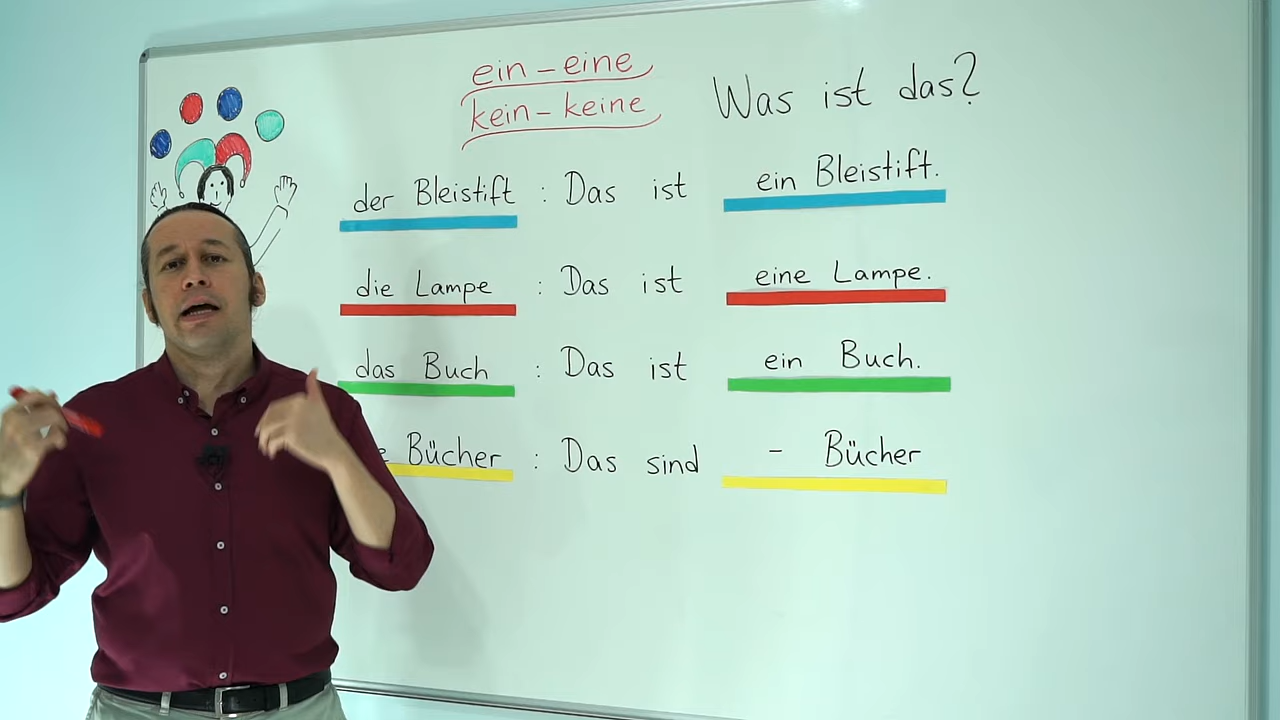 ein – eine
kein – keine
Was ist das?
der Bleistift : Das ist ein Bleistift.
die Lampe : Das ist eine Lampe.
das Buch : Das ist ein Buch.
Bücher : Das sind - Bücher